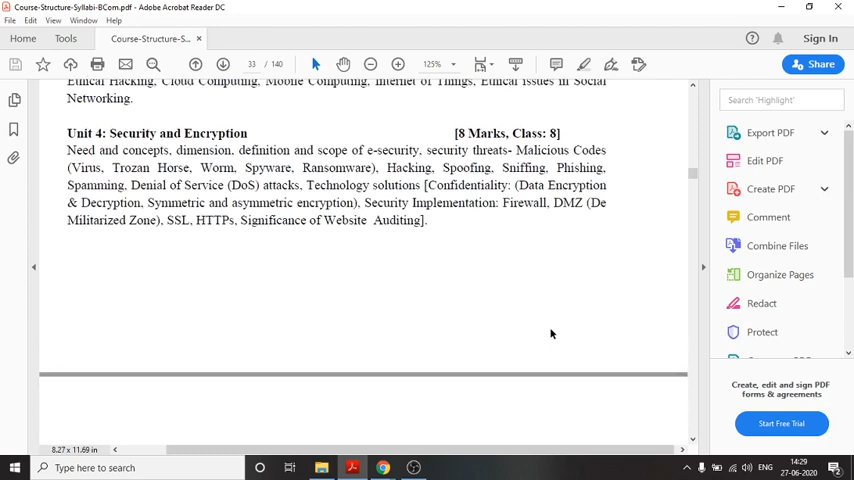 Course-Structure-Syllabi-BCom.pdf - Adobe Acrobat Reader DC
File Edit View Window Help
Home Tools Course-Structure-S... × Sign In
33 / 140 125% Share
Ethical Hacking, Cloud Computing, Mobile Computing, Internet of Things, Ethical issues in Social
Networking.
Unit 4: Security and Encryption [8 Marks, Class: 8]
Need and concepts, dimension, definition and scope of e-security, security threats- Malicious Codes
(Virus, Trozan Horse, Worm, Spyware, Ransomware), Hacking, Spoofing, Sniffing, Phishing,
Spamming, Denial of Service (DoS) attacks, Technology solutions [Confidentiality: (Data Encryption
& Decryption, Symmetric and asymmetric encryption), Security Implementation: Firewall, DMZ (De
Militarized Zone), SSL, HTTPs, Significance of Website Auditing].
8.27 x 11.69 in
Search 'Highlight'
Export PDF
Edit PDF
Create PDF
Comment
Combine Files
Organize Pages
Redact
Protect
Create, edit and sign PDF
forms & agreements
Start Free Trial
Type here to search
ENG
14:29
27-06-2020
2